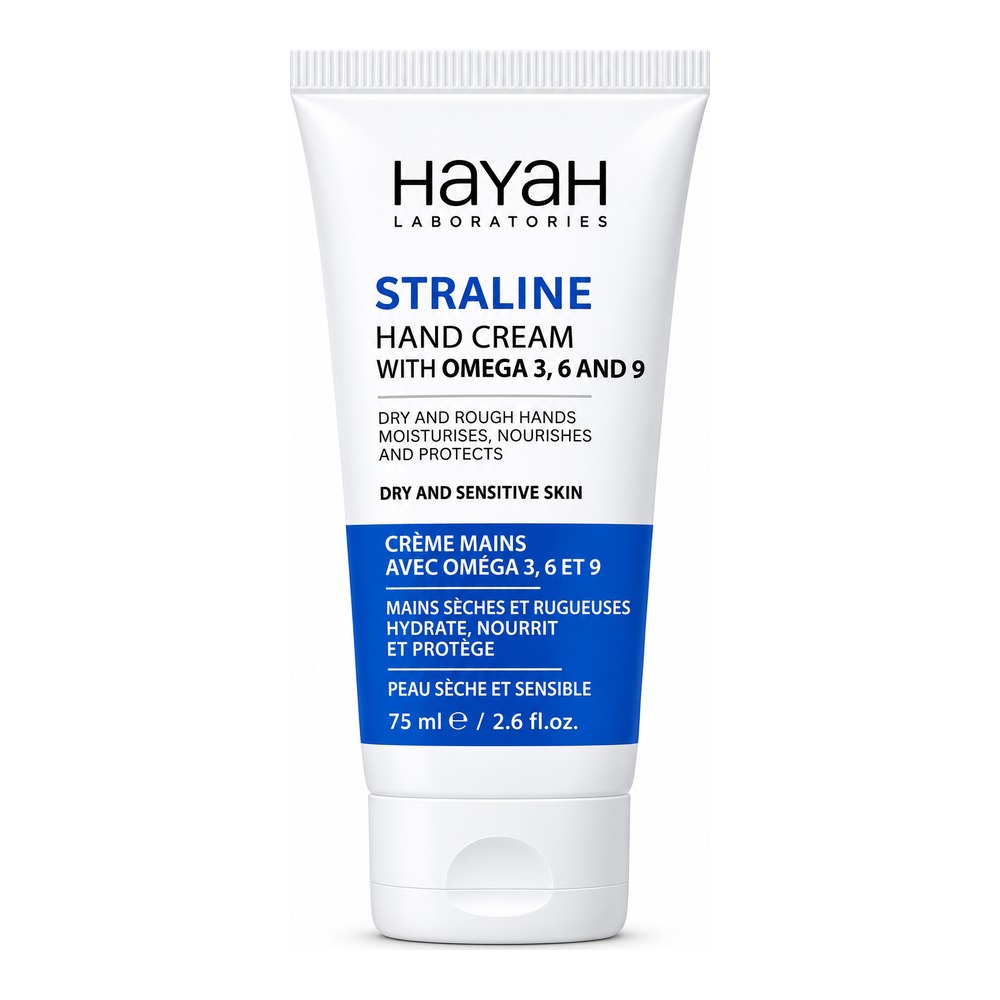 HaYaH
LABORATORIES
STRALINE
HAND CREAM
WITH OMEGA 3, 6 AND 9
DRY AND ROUGH HANDS
MOISTURISES, NOURISHES
AND PROTECTS
DRY AND SENSITIVE SKIN
CRÈME MAINS
AVEC OMÉGA 3, 6 ET 9
MAINS SÈCHES ET RUGUEUSES
HYDRATE, NOURRIT
ET PROTÈGE
PEAU SÈCHE ET SENSIBLE
75 ml ℮ / 2.6 fl.oz.